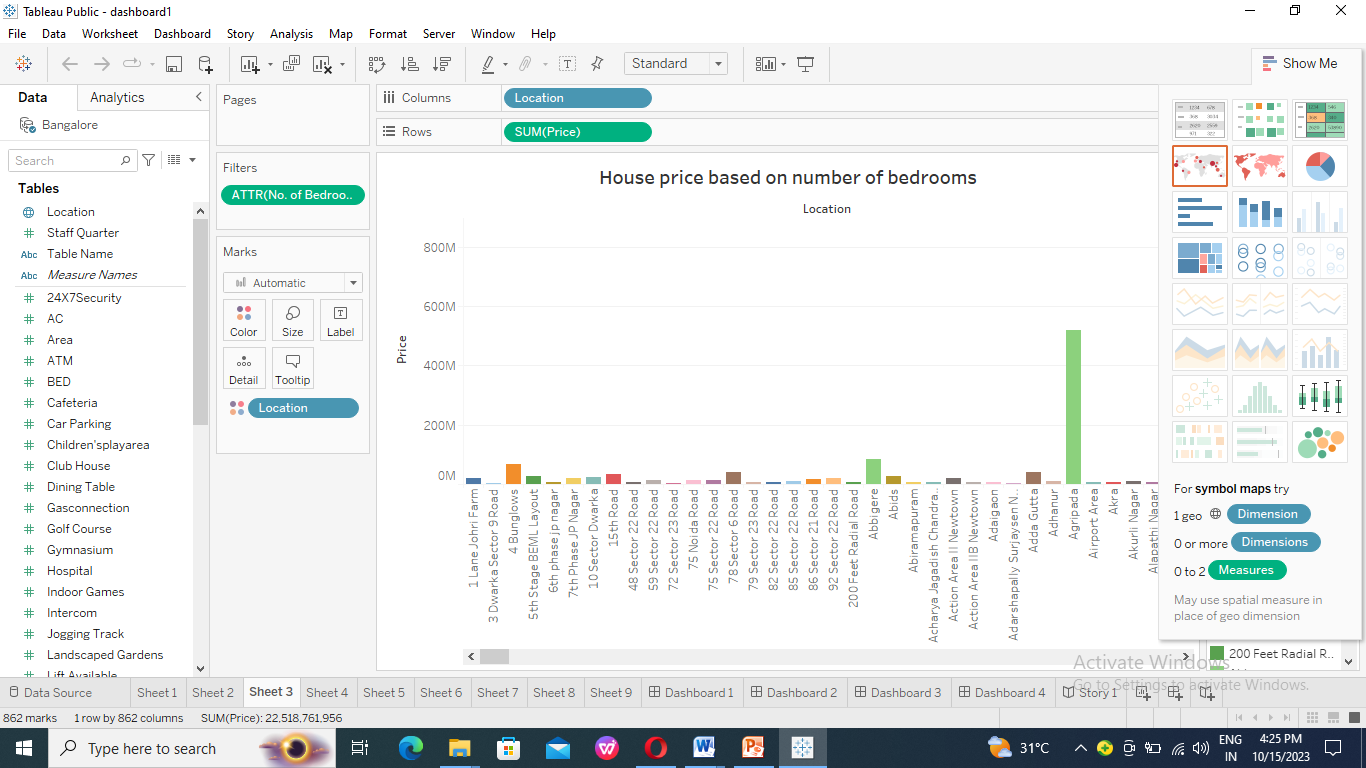 Tableau Public - dashboard1
File Data Worksheet Dashboard Story Analysis Map Format Server Window Help
Standard
Show Me
Data Analytics
Bangalore
Search
Tables
Location
Staff Quarter
Abc Table Name
Abc Measure Names
24X7Security
AC
Area
ATM
BED
Cafeteria
Car Parking
Children'splayarea
Club House
Dining Table
Gasconnection
Golf Course
Gymnasium
Hospital
Indoor Games
Intercom
Jogging Track
Landscaped Gardens
Lift Available
Pages
Filters
ATTR(No. of Bedroo..
Marks
Automatic
Color Size Label
Detail Tooltip
Location
Columns Location
Rows SUM(Price)
House price based on number of bedrooms
Location
Price
800M
600M
400M
200M
0M
1 Lane Johri Farm
3 Dwarka Sector 9 Road
4 Bunglows
5th Stage BEML Layout
6th phase jp nagar
7th Phase JP Nagar
10 Sector Dwarka
15th Road
48 Sector 22 Road
59 Sector 22 Road
72 Sector 23 Road
75 Noida Road
75 Sector 22 Road
78 Sector 6 Road
79 Sector 23 Road
82 Sector 22 Road
85 Sector 22 Road
86 Sector 21 Road
92 Sector 22 Road
200 Feet Radial Road
Abbigere
Abids
Abiramapuram
Acharya Jagadish Chandra..
Action Area II Newtown
Action Area IIB Newtown
Adaigaon
Adarshapally Surjaysen N..
Adda Gutta
Adhanur
Agripada
Airport Area
Akra
Akurli Nagar
Alapathi Nagar
For symbol maps try
1 geo Dimension
0 or more Dimensions
0 to 2 Measures
May use spatial measure in
place of geo dimension
200 Feet Radial R..
Activate Windows
Go to Settings to activate Windows.
Data Source Sheet 1 Sheet 2 Sheet 3 Sheet 4 Sheet 5 Sheet 6 Sheet 7 Sheet 8 Sheet 9 Dashboard 1 Dashboard 2 Dashboard 3 Dashboard 4 Story 1
862 marks 1 row by 862 columns SUM(Price): 22,518,761,956
Type here to search
31°C
ENG
IN
4:25 PM
10/15/2023